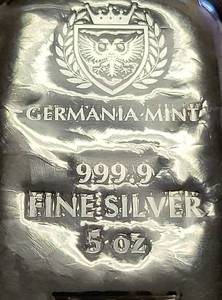 GERMANIA MINT
999.9
FINE SILVER
5 oz